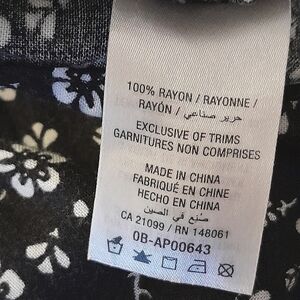 100% RAYON / RAYONNE /
RAYÓN / حرير صناعي
EXCLUSIVE OF TRIMS
GARNITURES NON COMPRISES
MADE IN CHINA
FABRIQUÉ EN CHINE
HECHO EN CHINA
صنع في الصين
CA 21099 / RN 148061
0B-AP00643